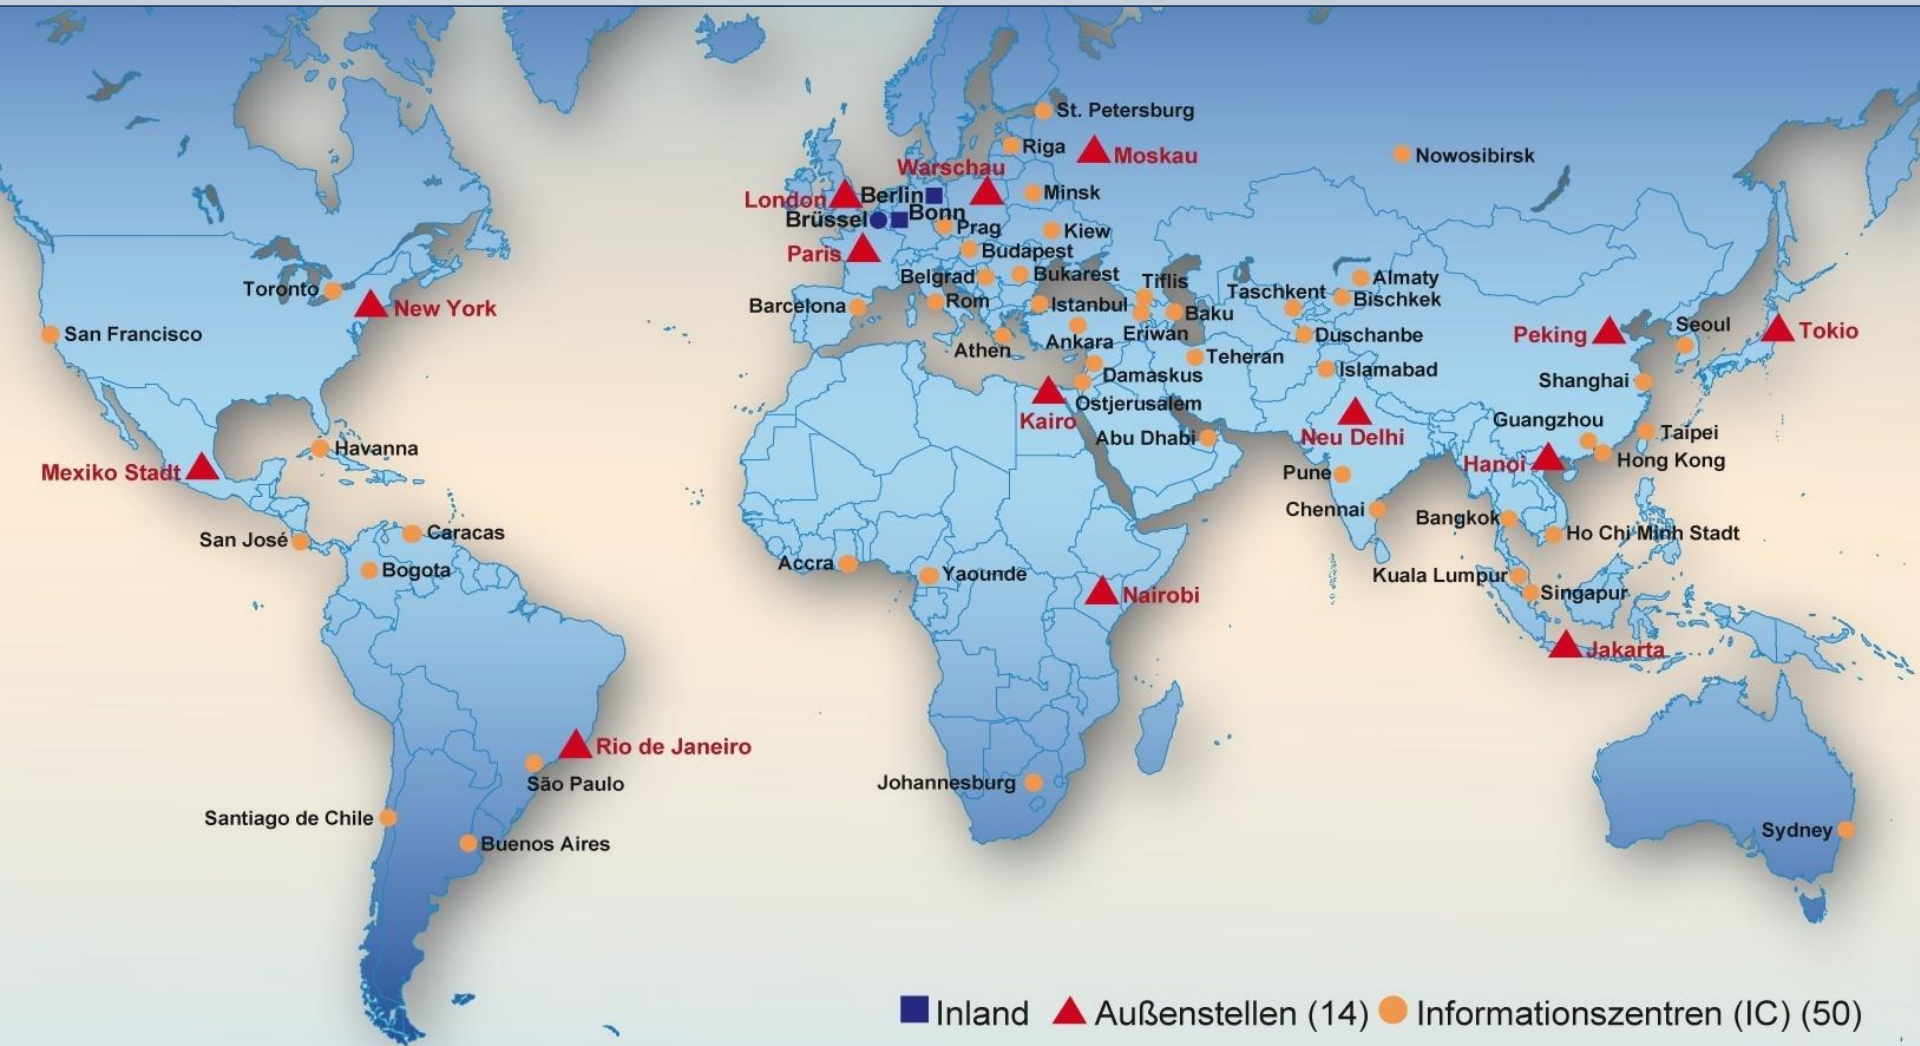 St. Petersburg
Riga
Moskau
Nowosibirsk
Warschau
London
Berlin
Minsk
Brüssel
Bonn
Prag
Kiew
Paris
Budapest
Belgrad
Bukarest
Tiflis
Almaty
Toronto
Taschkent
Bischkek
New York
Barcelona
Rom
Istanbul
Baku
San Francisco
Athen
Ankara
Eriwan
Duschanbe
Peking
Seoul
Tokio
Teheran
Damaskus
Islamabad
Shanghai
Kairo
Ostjerusalem
Abu Dhabi
Neu Delhi
Guangzhou
Taipei
Havanna
Mexiko Stadt
Pune
Hanoi
Hong Kong
Chennai
Bangkok
San José
Caracas
Ho Chi Minh Stadt
Bogota
Accra
Yaounde
Kuala Lumpur
Nairobi
Singapur
Jakarta
Rio de Janeiro
São Paulo
Johannesburg
Santiago de Chile
Buenos Aires
Sydney
Inland
Außenstellen (14)
Informationszentren (IC) (50)